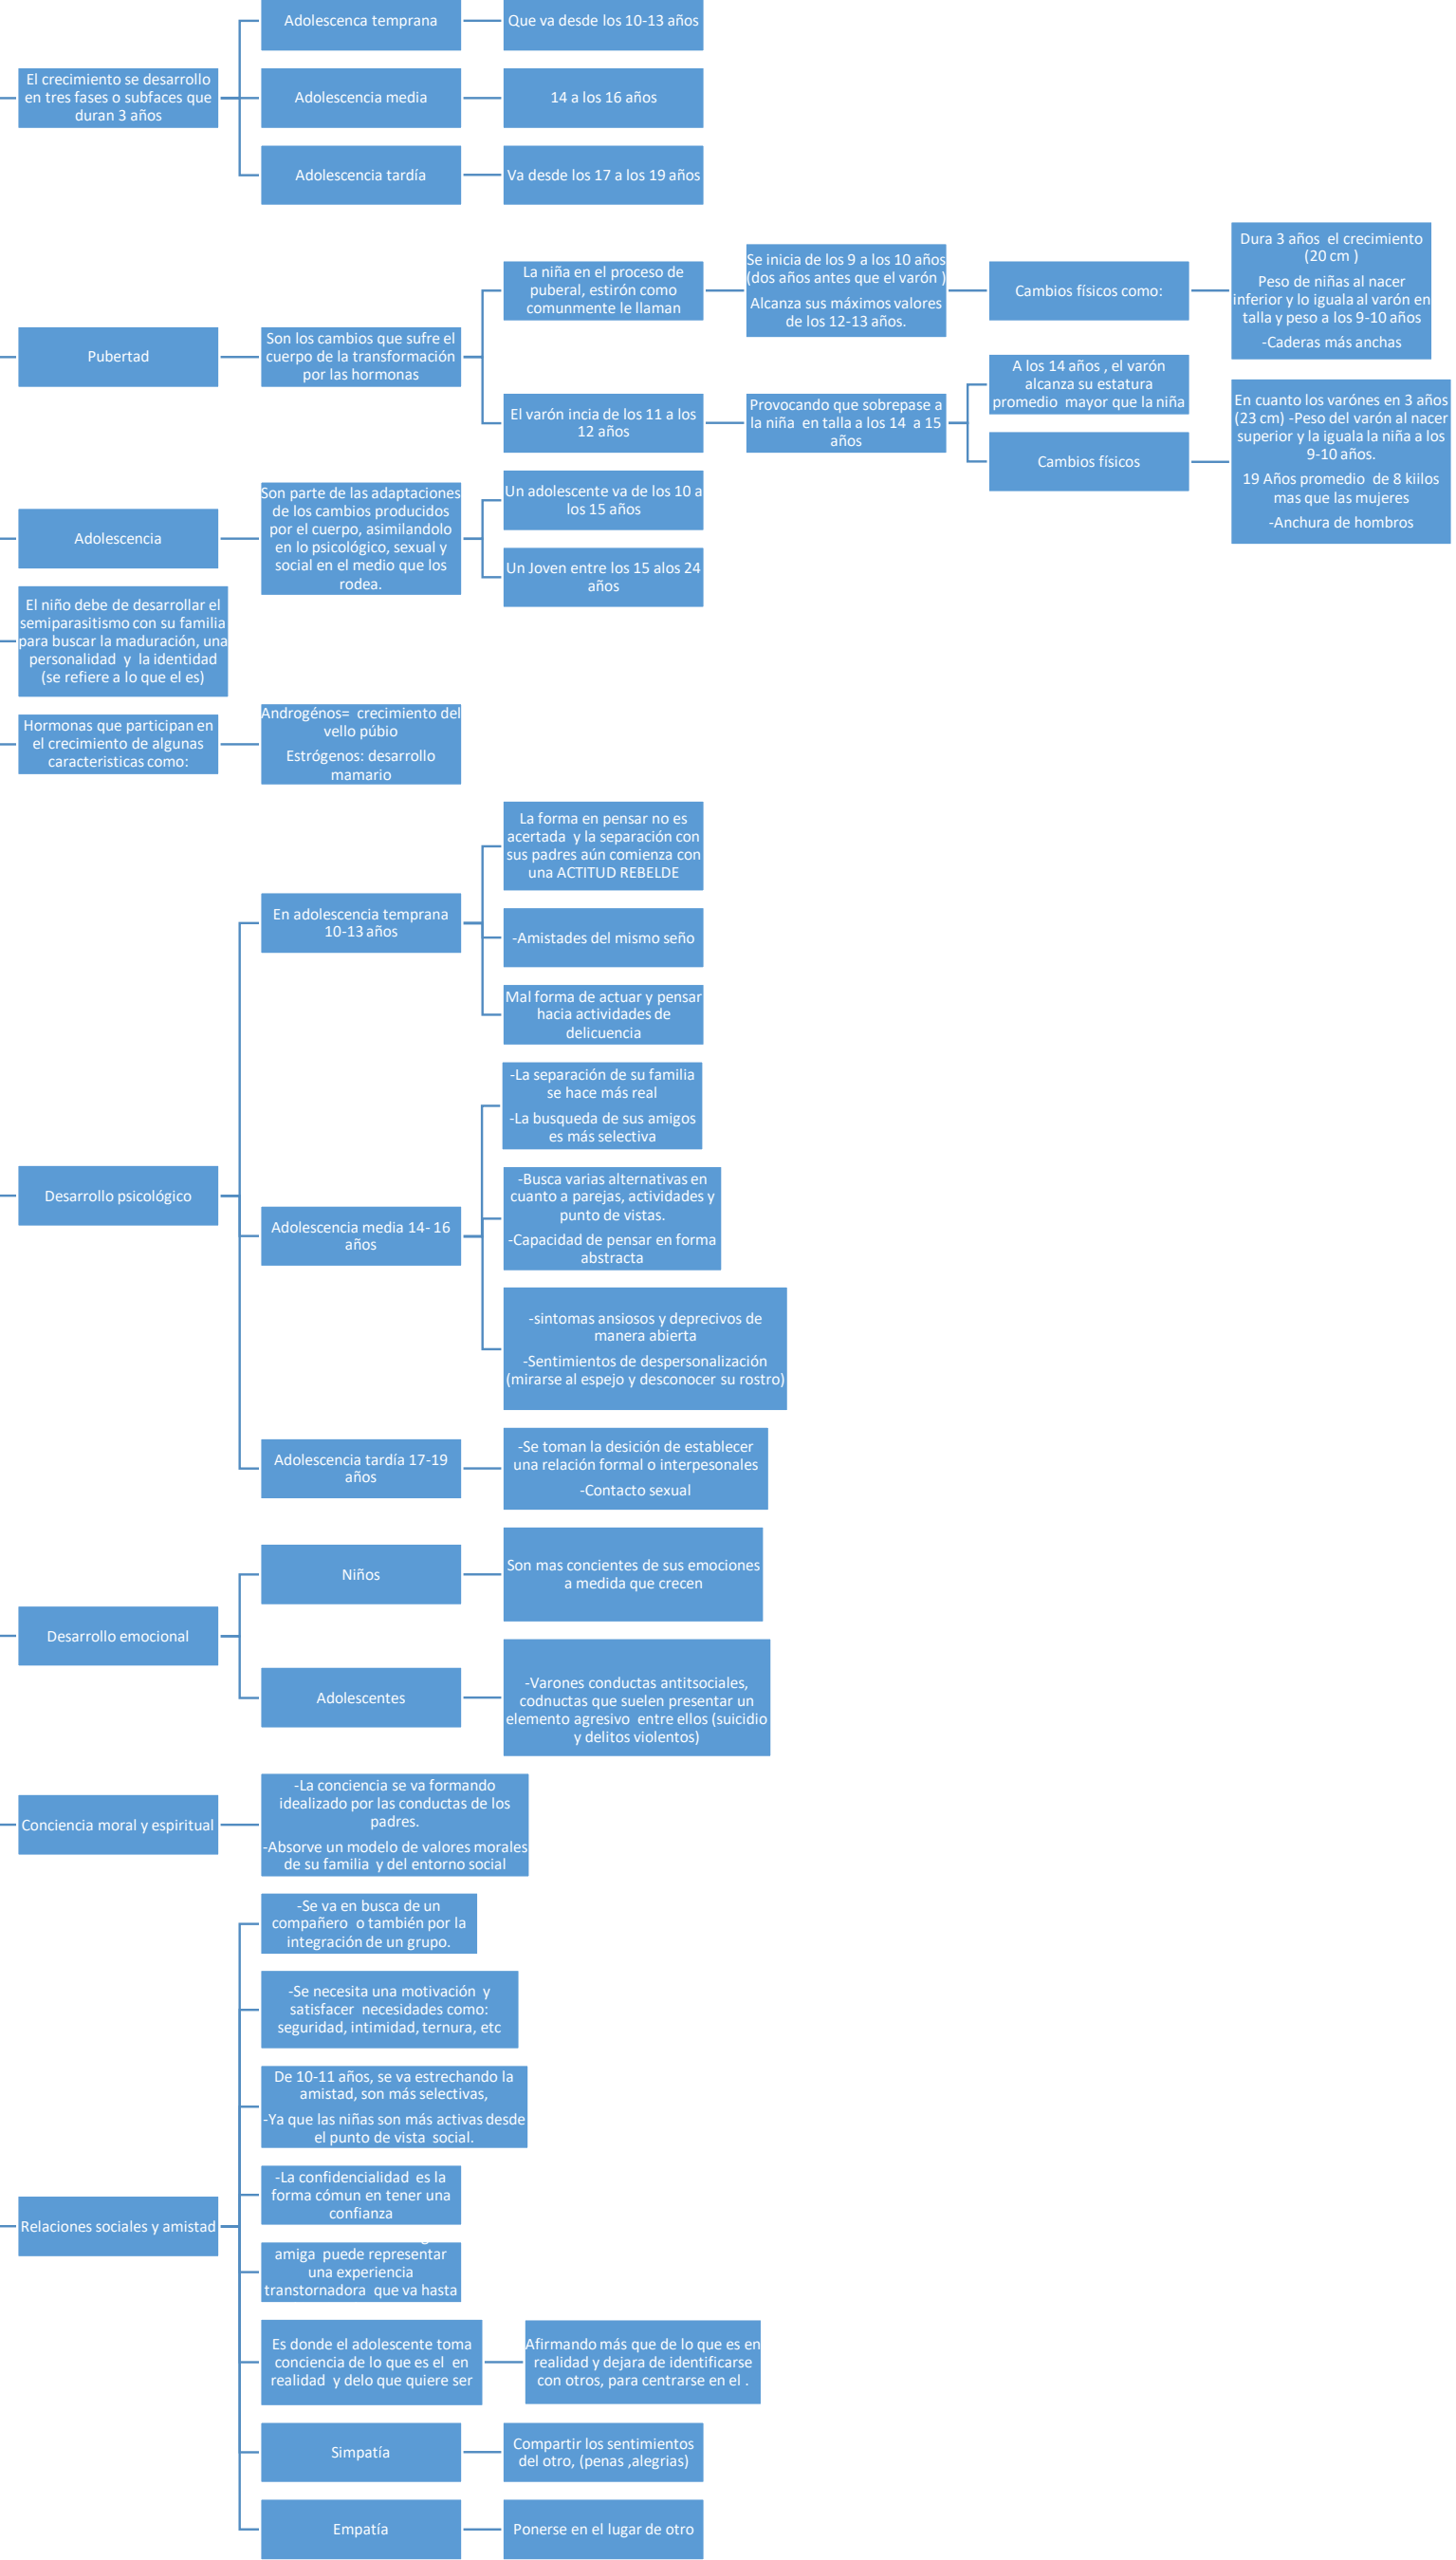 Adolescenca temprana
Que va desde los 10-13 años
El crecimiento se desarrollo
en tres fases o subfaces que
duran 3 años
Adolescencia media
14 a los 16 años
Adolescencia tardía
Va desde los 17 a los 19 años
Pubertad
Son los cambios que sufre el
cuerpo de la transformación
por las hormonas
La niña en el proceso de
puberal, estirón como
comunmente le llaman
Se inicia de los 9 a los 10 años
(dos años antes que el varón )
Alcanza sus máximos valores
de los 12-13 años.
Cambios físicos como:
Dura 3 años el crecimiento
(20 cm )
Peso de niñas al nacer
inferior y lo iguala al varón en
talla y peso a los 9-10 años
-Caderas más anchas
El varón incia de los 11 a los
12 años
Provocando que sobrepase a
la niña en talla a los 14 a 15
años
A los 14 años , el varón
alcanza su estatura
promedio mayor que la niña
Cambios físicos
En cuanto los varónes en 3 años
(23 cm) -Peso del varón al nacer
superior y la iguala la niña a los
9-10 años.
19 Años promedio de 8 kiilos
mas que las mujeres
-Anchura de hombros
Adolescencia
Son parte de las adaptaciones
de los cambios producidos
por el cuerpo, asimilandolo
en lo psicológico, sexual y
social en el medio que los
rodea.
Un adolescente va de los 10 a
los 15 años
Un Joven entre los 15 alos 24
años
El niño debe de desarrollar el
semiparasitismo con su familia
para buscar la maduración, una
personalidad y la identidad
(se refiere a lo que el es)
Hormonas que participan en
el crecimiento de algunas
caracteristicas como:
Androgénos= crecimiento del
vello púbio
Estrógenos: desarrollo
mamario
Desarrollo psicológico
En adolescencia temprana
10-13 años
La forma en pensar no es
acertada y la separación con
sus padres aún comienza con
una ACTITUD REBELDE
-Amistades del mismo seño
Mal forma de actuar y pensar
hacia actividades de
delicuencia
Adolescencia media 14- 16
años
-La separación de su familia
se hace más real
-La busqueda de sus amigos
es más selectiva
-Busca varias alternativas en
cuanto a parejas, actividades y
punto de vistas.
-Capacidad de pensar en forma
abstracta
-sintomas ansiosos y deprecivos de
manera abierta
-Sentimientos de despersonalización
(mirarse al espejo y desconocer su rostro)
Adolescencia tardía 17-19
años
-Se toman la desición de establecer
una relación formal o interpesonales
-Contacto sexual
Desarrollo emocional
Niños
Son mas concientes de sus emociones
a medida que crecen
Adolescentes
-Varones conductas antitsociales,
codnuctas que suelen presentar un
elemento agresivo entre ellos (suicidio
y delitos violentos)
Conciencia moral y espiritual
-La conciencia se va formando
idealizado por las conductas de los
padres.
-Absorve un modelo de valores morales
de su familia y del entorno social
Relaciones sociales y amistad
-Se va en busca de un
compañero o también por la
integración de un grupo.
-Se necesita una motivación y
satisfacer necesidades como:
seguridad, intimidad, ternura, etc
De 10-11 años, se va estrechando la
amistad, son más selectivas,
-Ya que las niñas son más activas desde
el punto de vista social.
-La confidencialidad es la
forma cómun en tener una
confianza
amiga puede representar
una experiencia
transtornadora que va hasta
Es donde el adolescente toma
conciencia de lo que es el en
realidad y delo que quiere ser
Afirmando más que de lo que es en
realidad y dejara de identificarse
con otros, para centrarse en el .
Simpatía
Compartir los sentimientos
del otro, (penas ,alegrias)
Empatía
Ponerse en el lugar de otro